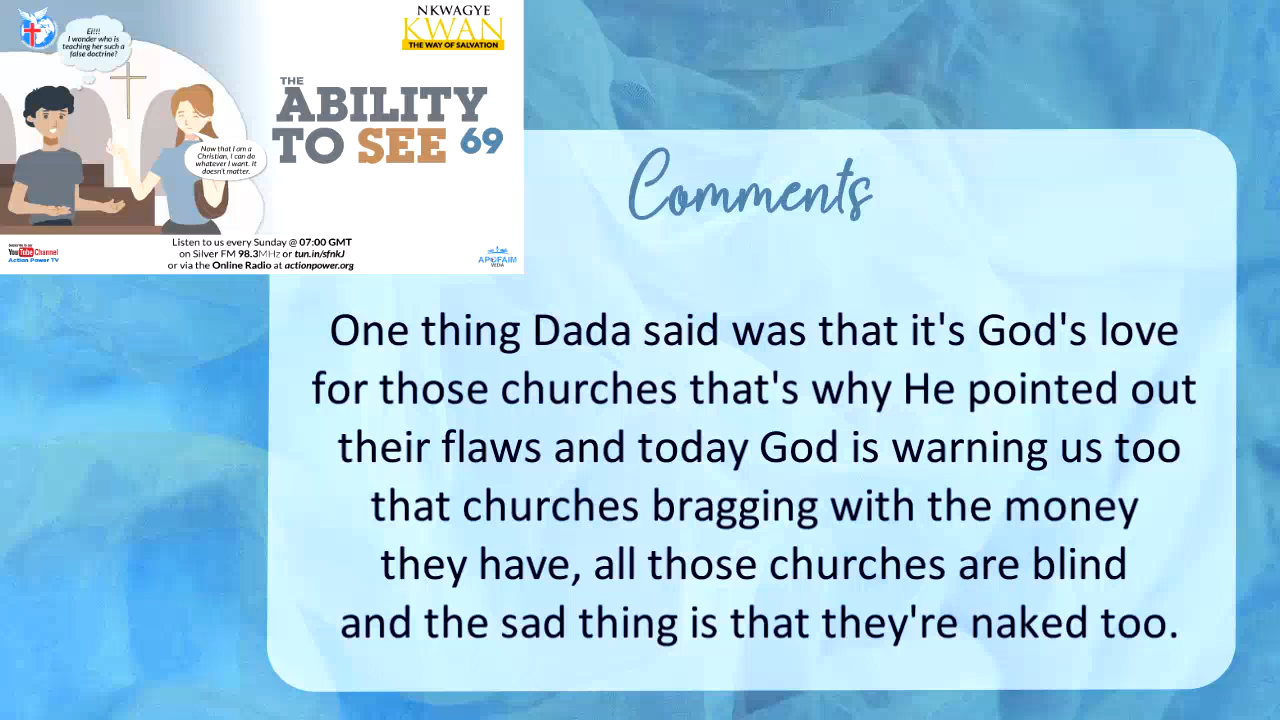 Ei!!!
I wonder who is
teaching her such a
false doctrine?
NKWAGYE
KWAN
THE WAY OF SALVATION
THE
ABILITY
TO SEE 69
Now that I am a
Christian, I can do
whatever I want. It
doesn't matter.
Listen to us every Sunday @ 07:00 GMT
on Silver FM 98.3MHz or tun.in/sfnkJ
or via the Online Radio at actionpower.org
YouTube Channel
Action Power TV
APOFAIM
Comments
One thing Dada said was that it's God's love
for those churches that's why He pointed out
their flaws and today God is warning us too
that churches bragging with the money
they have, all those churches are blind
and the sad thing is that they're naked too.